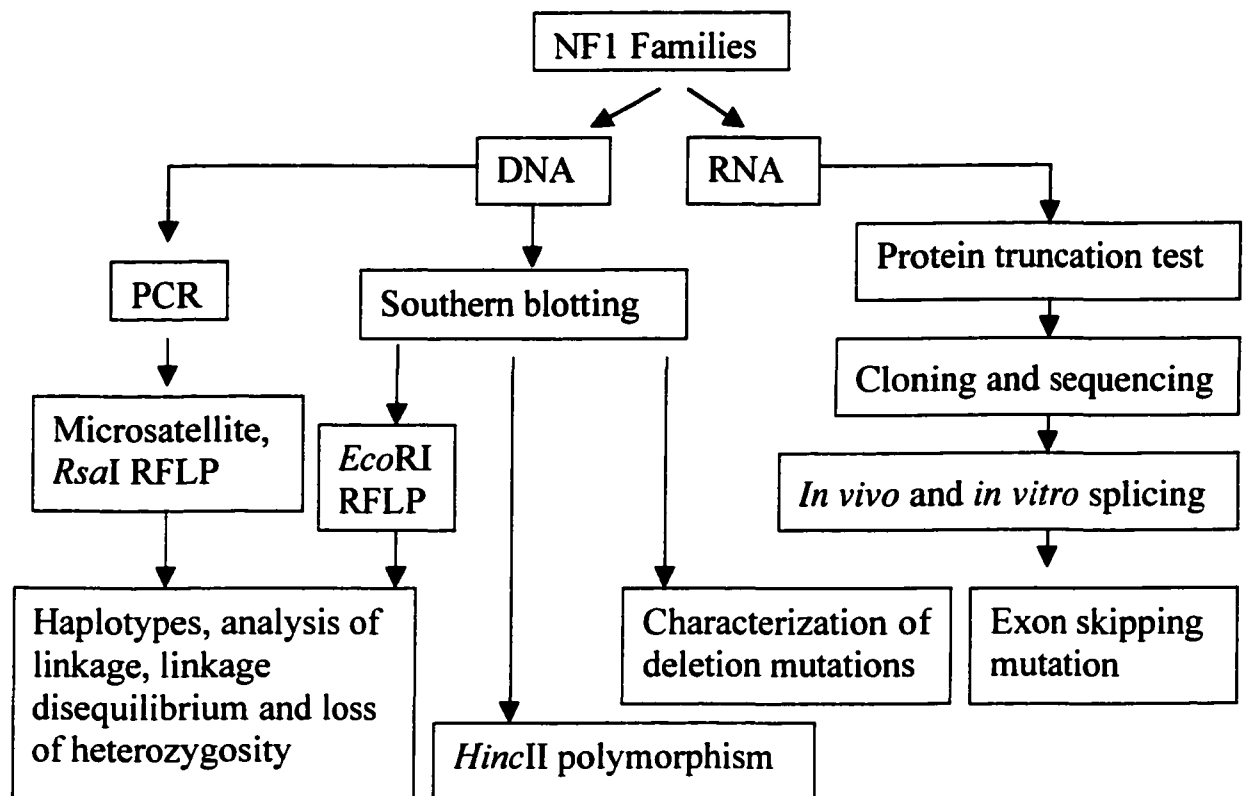 NF1 Families
DNA
RNA
PCR
Southern blotting
Protein truncation test
Cloning and sequencing
Microsatellite,
RsaI RFLP
EcoRI
RFLP
In vivo and in vitro splicing
Haplotypes, analysis of
linkage, linkage
disequilibrium and loss
of heterozygosity
HincII polymorphism
Characterization of
deletion mutations
Exon skipping
mutation